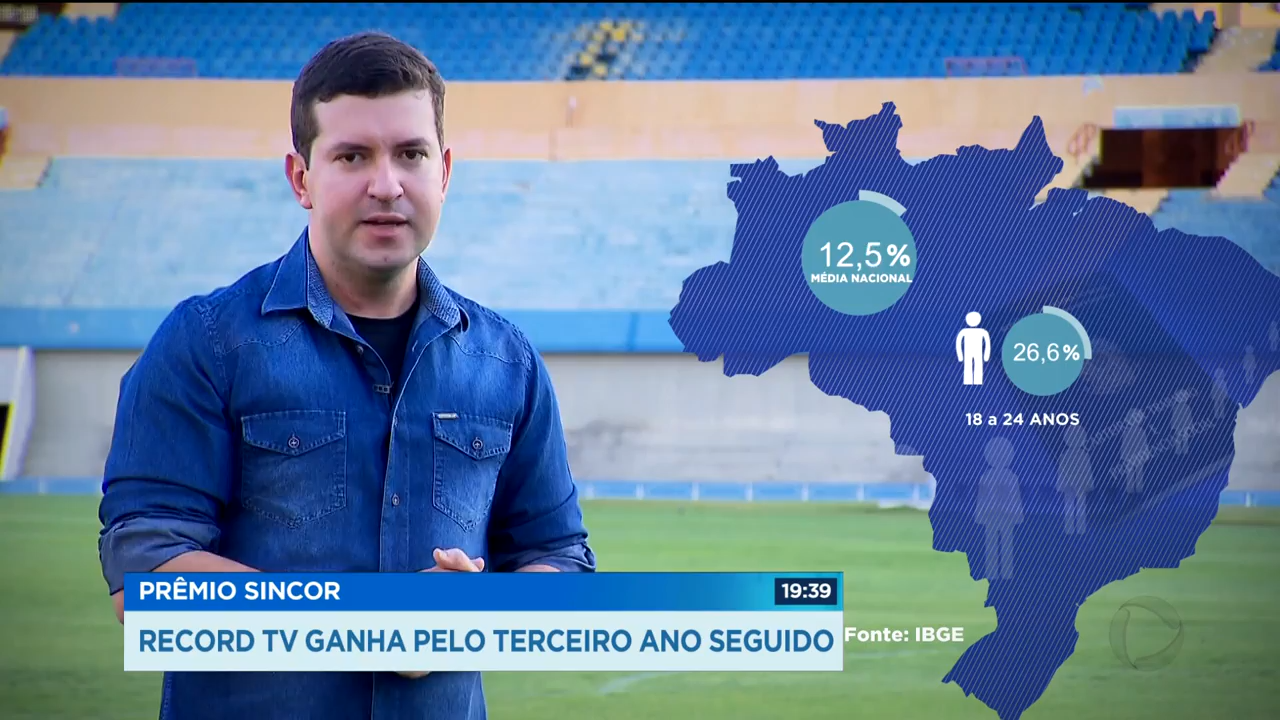 12,5%
MÉDIA NACIONAL
26,6%
18 a 24 ANOS
PRÊMIO SINCOR
19:39
RECORD TV GANHA PELO TERCEIRO ANO SEGUIDO
Fonte: IBGE